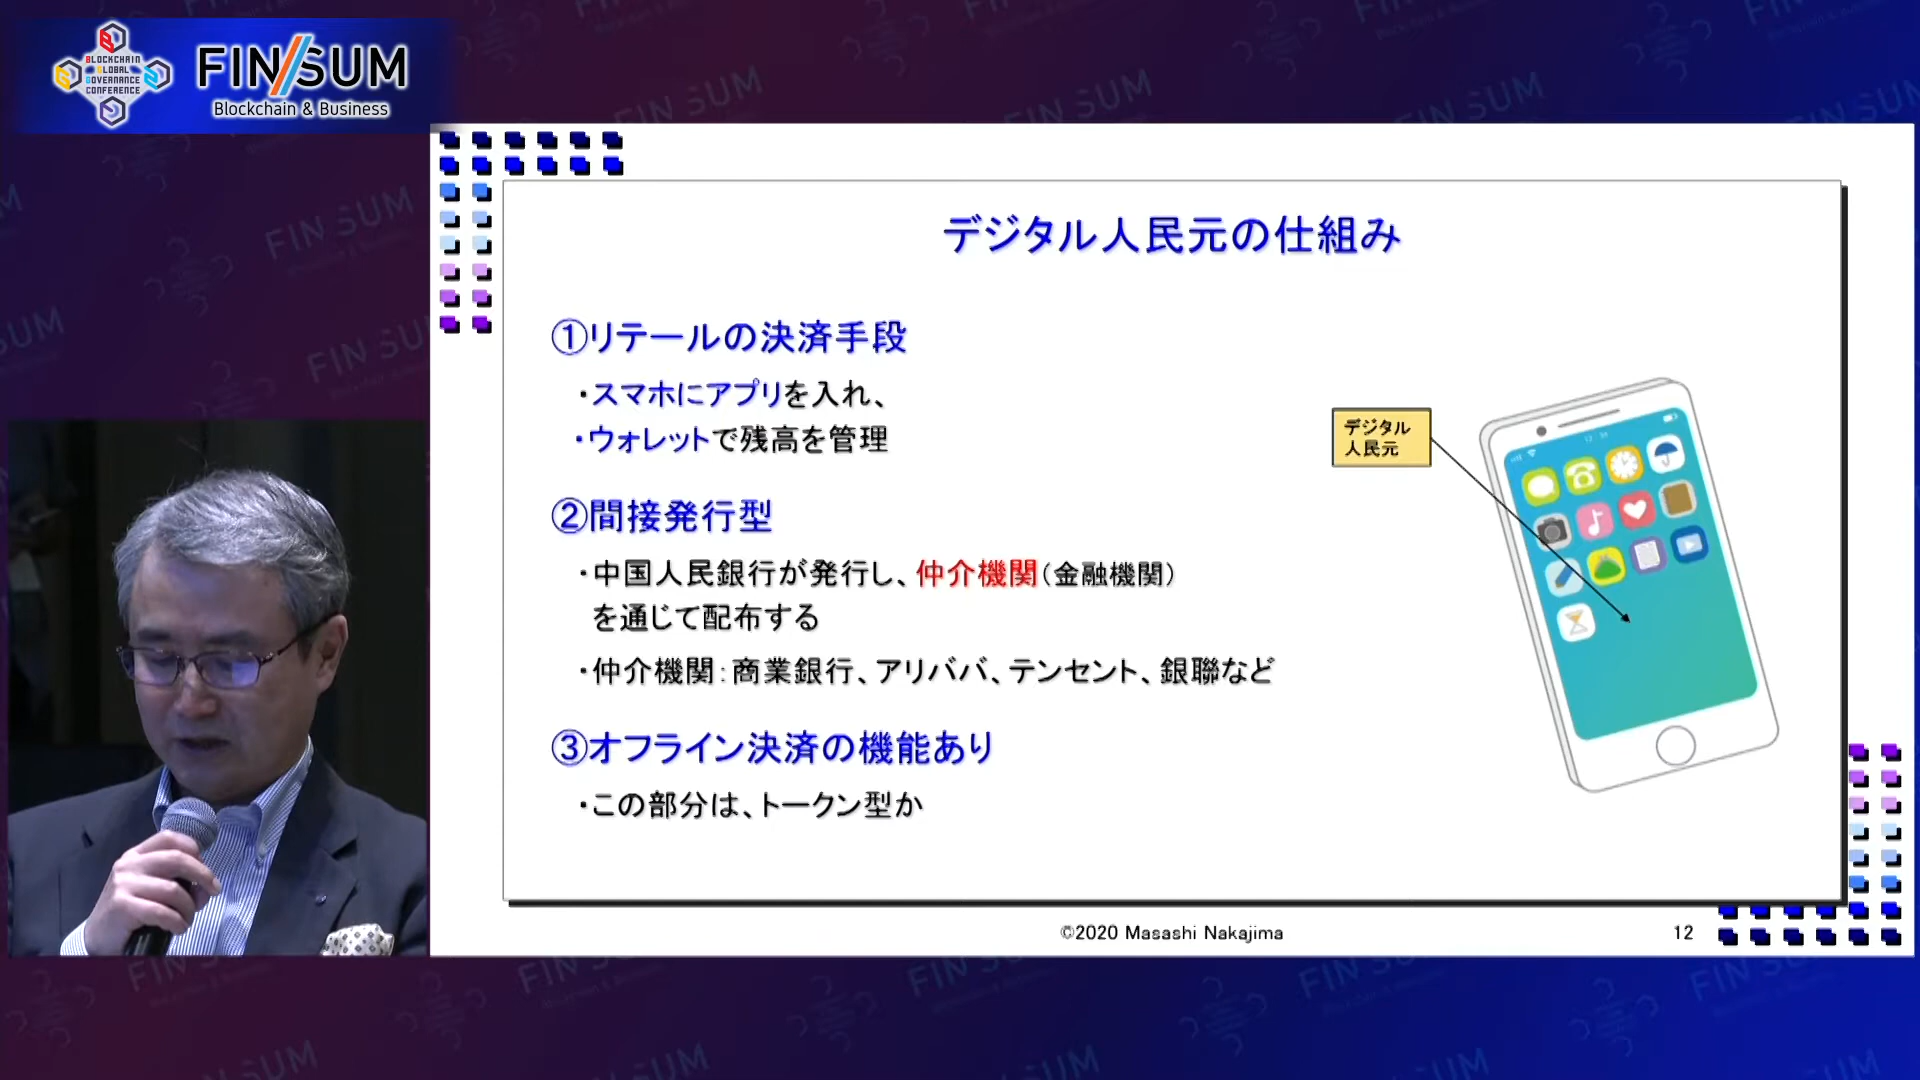 BLOCKCHAIN
GLOBAL
GOVERNANCE
CONFERENCE
FIN/SUM
Blockchain & Business
デジタル人民元の仕組み
①リテールの決済手段
・スマホにアプリを入れ、
・ウォレットで残高を管理
デジタル
人民元
②間接発行型
・中国人民銀行が発行し、仲介機関（金融機関）
を通じて配布する
・仲介機関：商業銀行、アリババ、テンセント、銀聯など
③オフライン決済の機能あり
・この部分は、トークン型か
©2020 Masashi Nakajima
12